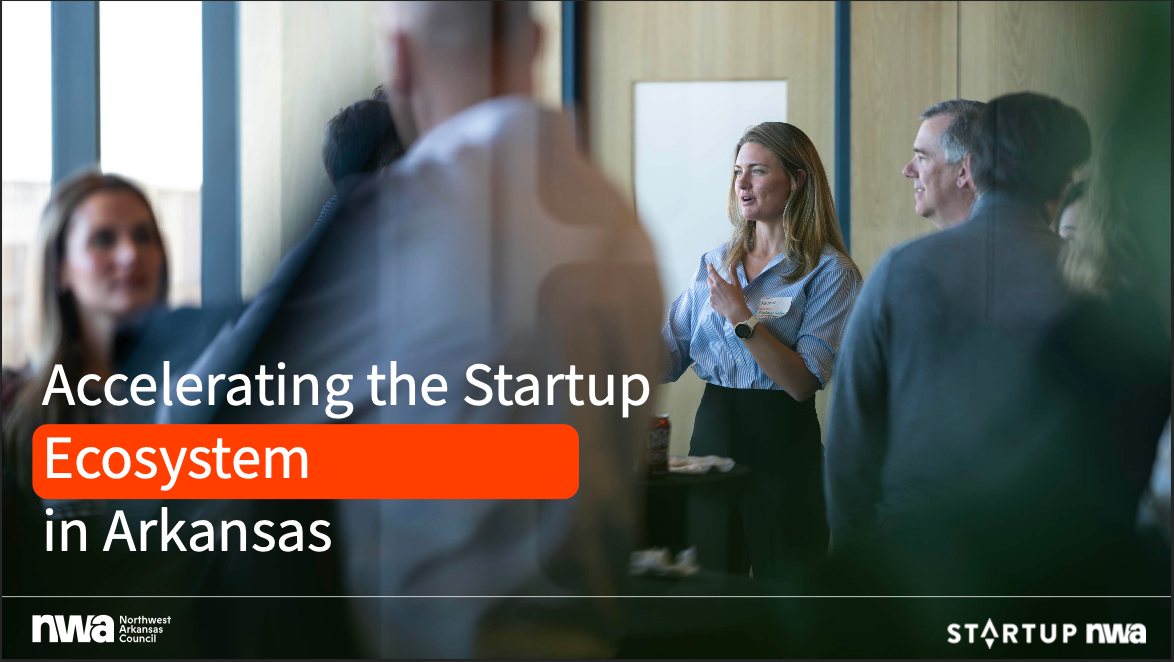 Accelerating the Startup
Ecosystem
in Arkansas
nwa
Northwest
Arkansas
Council
STARTUP nwa